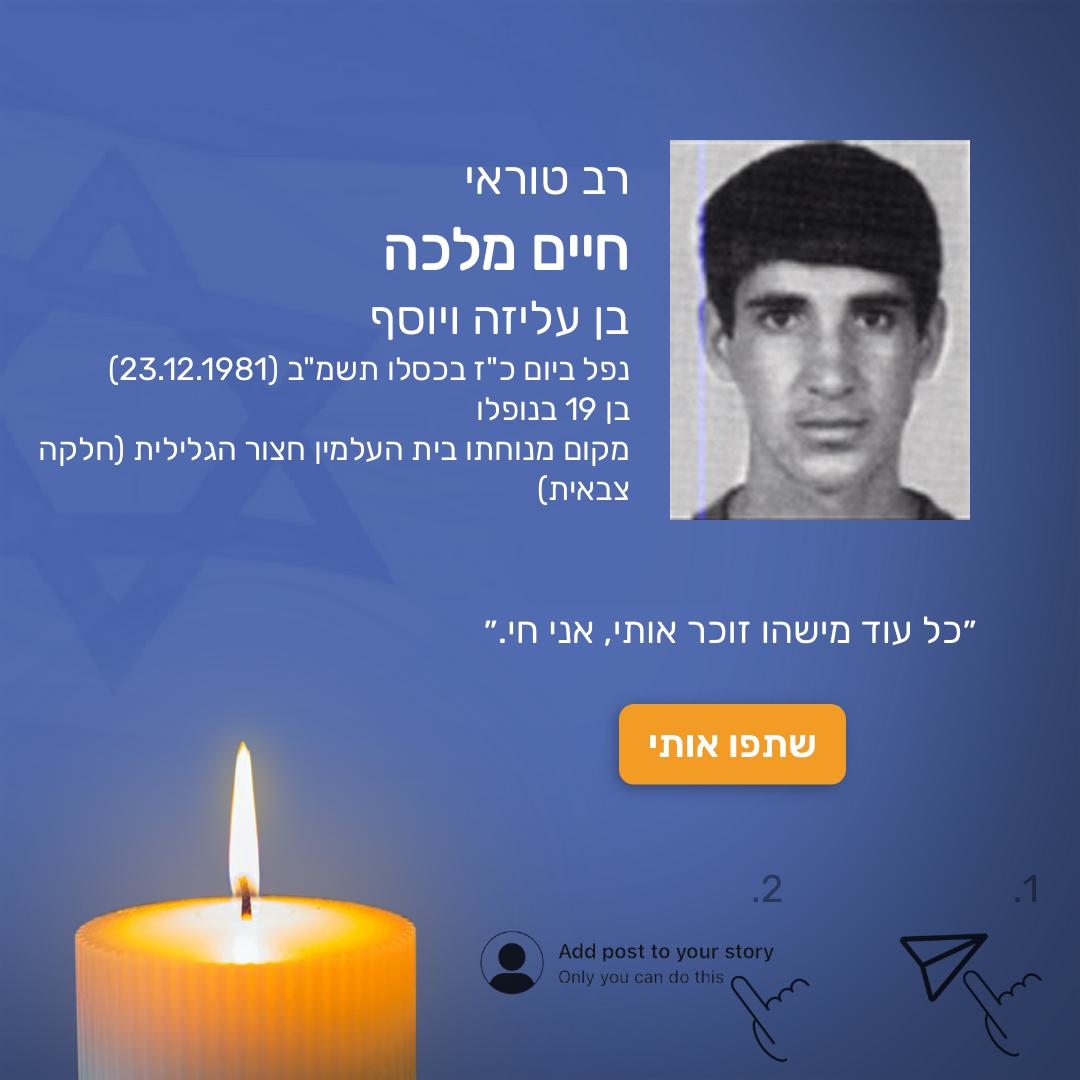 רב טוראי
חיים מלכה
בן עליזה ויוסף
נפל ביום כ"ז בכסלו תשמ"ב (23.12.1981)
בן 19 בנופלו
מקום מנוחתו בית העלמין חצור הגלילית (חלקה
צבאית)
״כל עוד מישהו זוכר אותי, אני חי.״
שתפו אותי
.1
.2
Add post to your story
Only you can do this